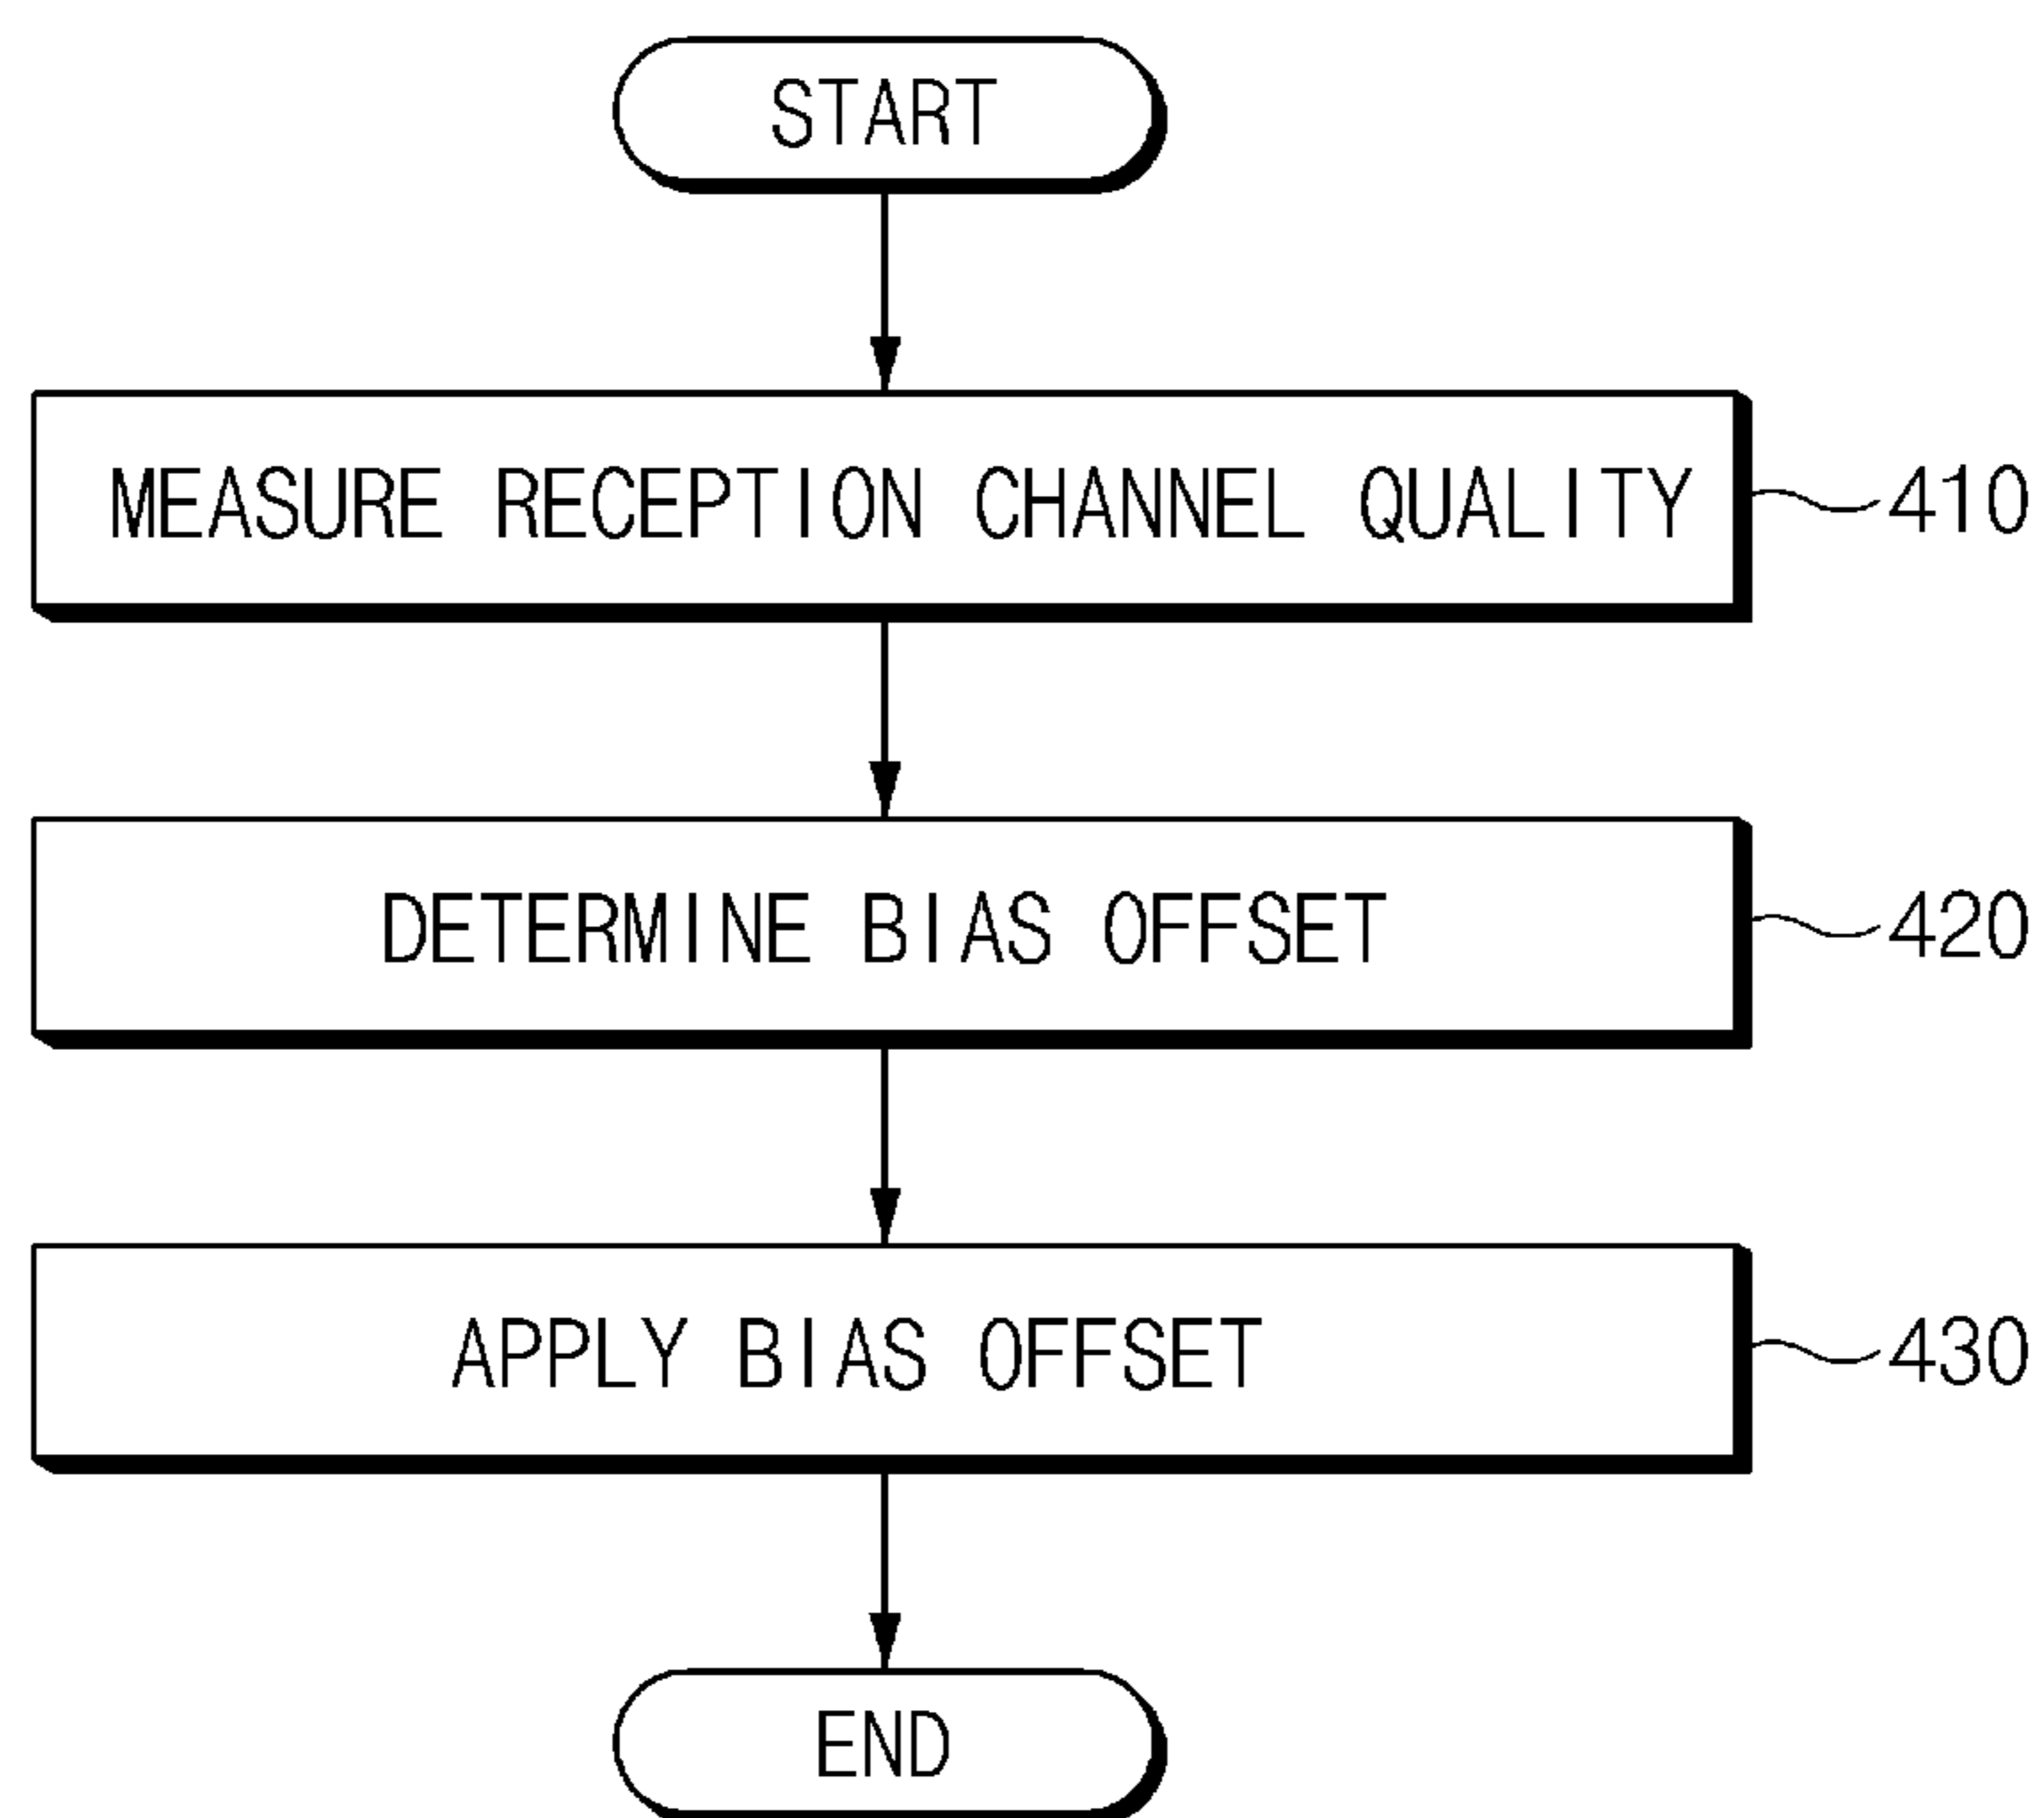 START
MEASURE RECEPTION CHANNEL QUALITY
410
DETERMINE BIAS OFFSET
420
APPLY BIAS OFFSET
430
END